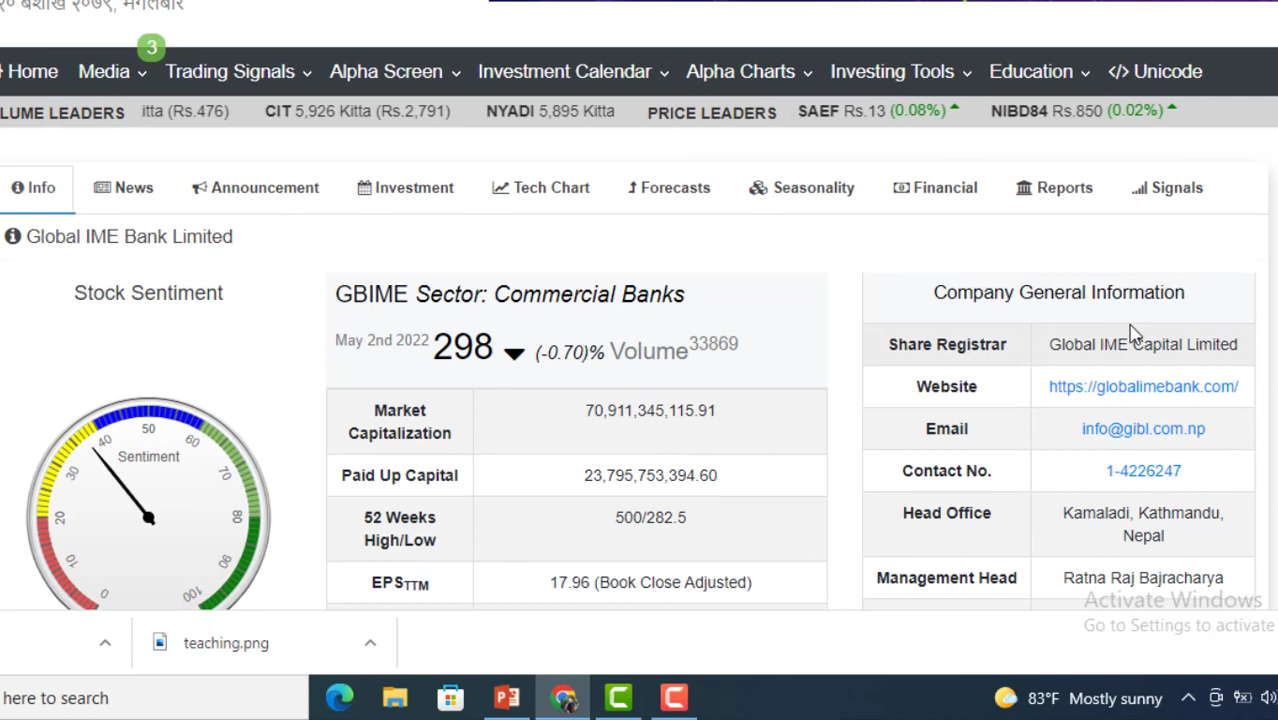 २० बैशाख २०७९, मंगलबार
3
Home Media Trading Signals Alpha Screen Investment Calendar Alpha Charts Investing Tools Education </> Unicode
LUME LEADERS itta (Rs.476) CIT 5,926 Kitta (Rs.2,791) NYADI 5,895 Kitta PRICE LEADERS SAEF Rs.13 (0.08%) NIBD84 Rs.850 (0.02%)
Info News Announcement Investment Tech Chart Forecasts Seasonality Financial Reports Signals
Global IME Bank Limited
Stock Sentiment
0 10 20 30 40 50 60 70 80 90 100
Sentiment
GBIME Sector: Commercial Banks
May 2nd 2022 298 (-0.70)% Volume 33869
Market Capitalization 70,911,345,115.91
Paid Up Capital 23,795,753,394.60
52 Weeks High/Low 500/282.5
EPSTTM 17.96 (Book Close Adjusted)
Company General Information
Share Registrar Global IME Capital Limited
Website https://globalimebank.com/
Email info@gibl.com.np
Contact No. 1-4226247
Head Office Kamaladi, Kathmandu,
Nepal
Management Head Ratna Raj Bajracharya
Activate Windows
Go to Settings to activate
teaching.png
here to search
83°F Mostly sunny